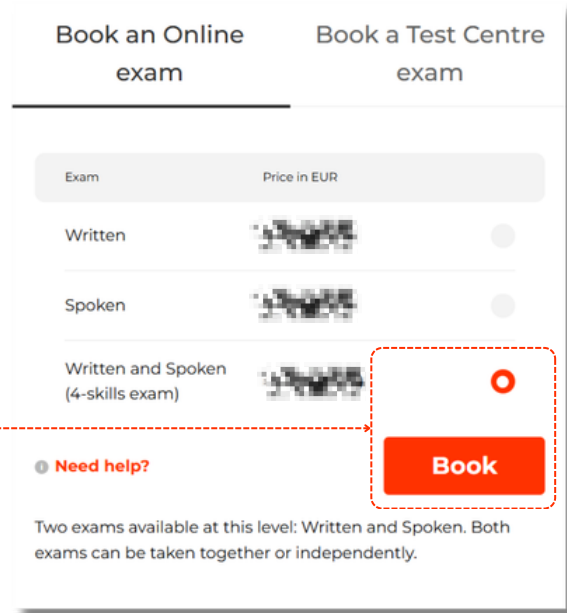 Book an Online
exam
Book a Test Centre
exam
Exam Price in EUR
Written
Spoken
Written and Spoken
(4-skills exam)
Need help?
Book
Two exams available at this level: Written and Spoken. Both
exams can be taken together or independently.